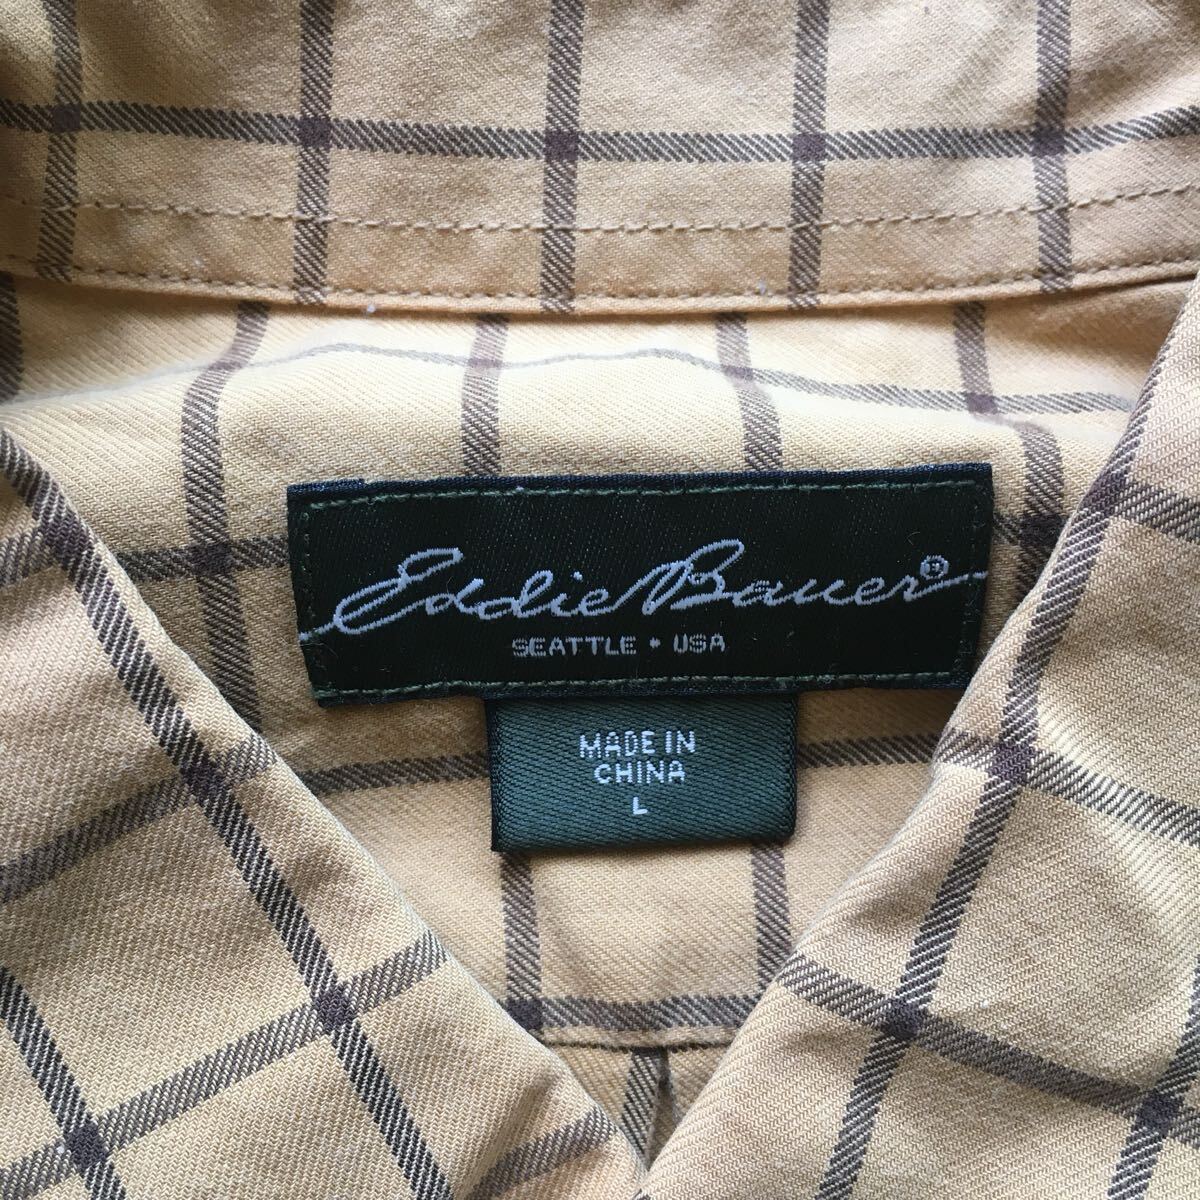 Eddie Bauer®
SEATTLE • USA
MADE IN
CHINA
L